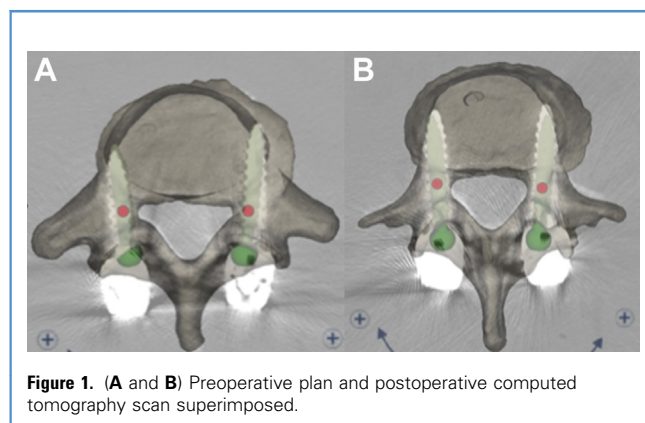 A
B
Figure 1. (A and B) Preoperative plan and postoperative computed
tomography scan superimposed.